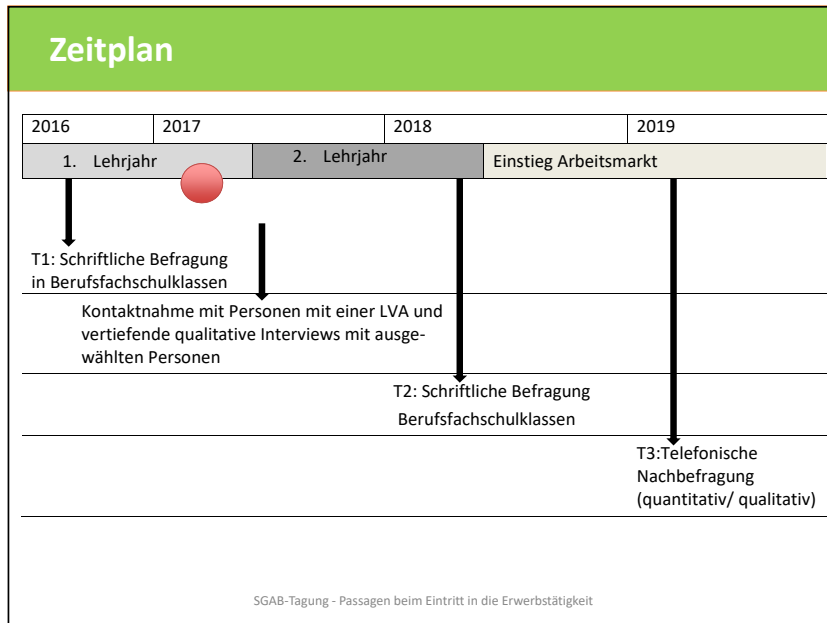 Zeitplan
2016 2017 2018 2019
1. Lehrjahr 2. Lehrjahr Einstieg Arbeitsmarkt
T1: Schriftliche Befragung
in Berufsfachschulklassen
Kontaktnahme mit Personen mit einer LVA und
vertiefende qualitative Interviews mit ausge-
wählten Personen
T2: Schriftliche Befragung
Berufsfachschulklassen
T3:Telefonische
Nachbefragung
(quantitativ/ qualitativ)
SGAB-Tagung - Passagen beim Eintritt in die Erwerbstätigkeit